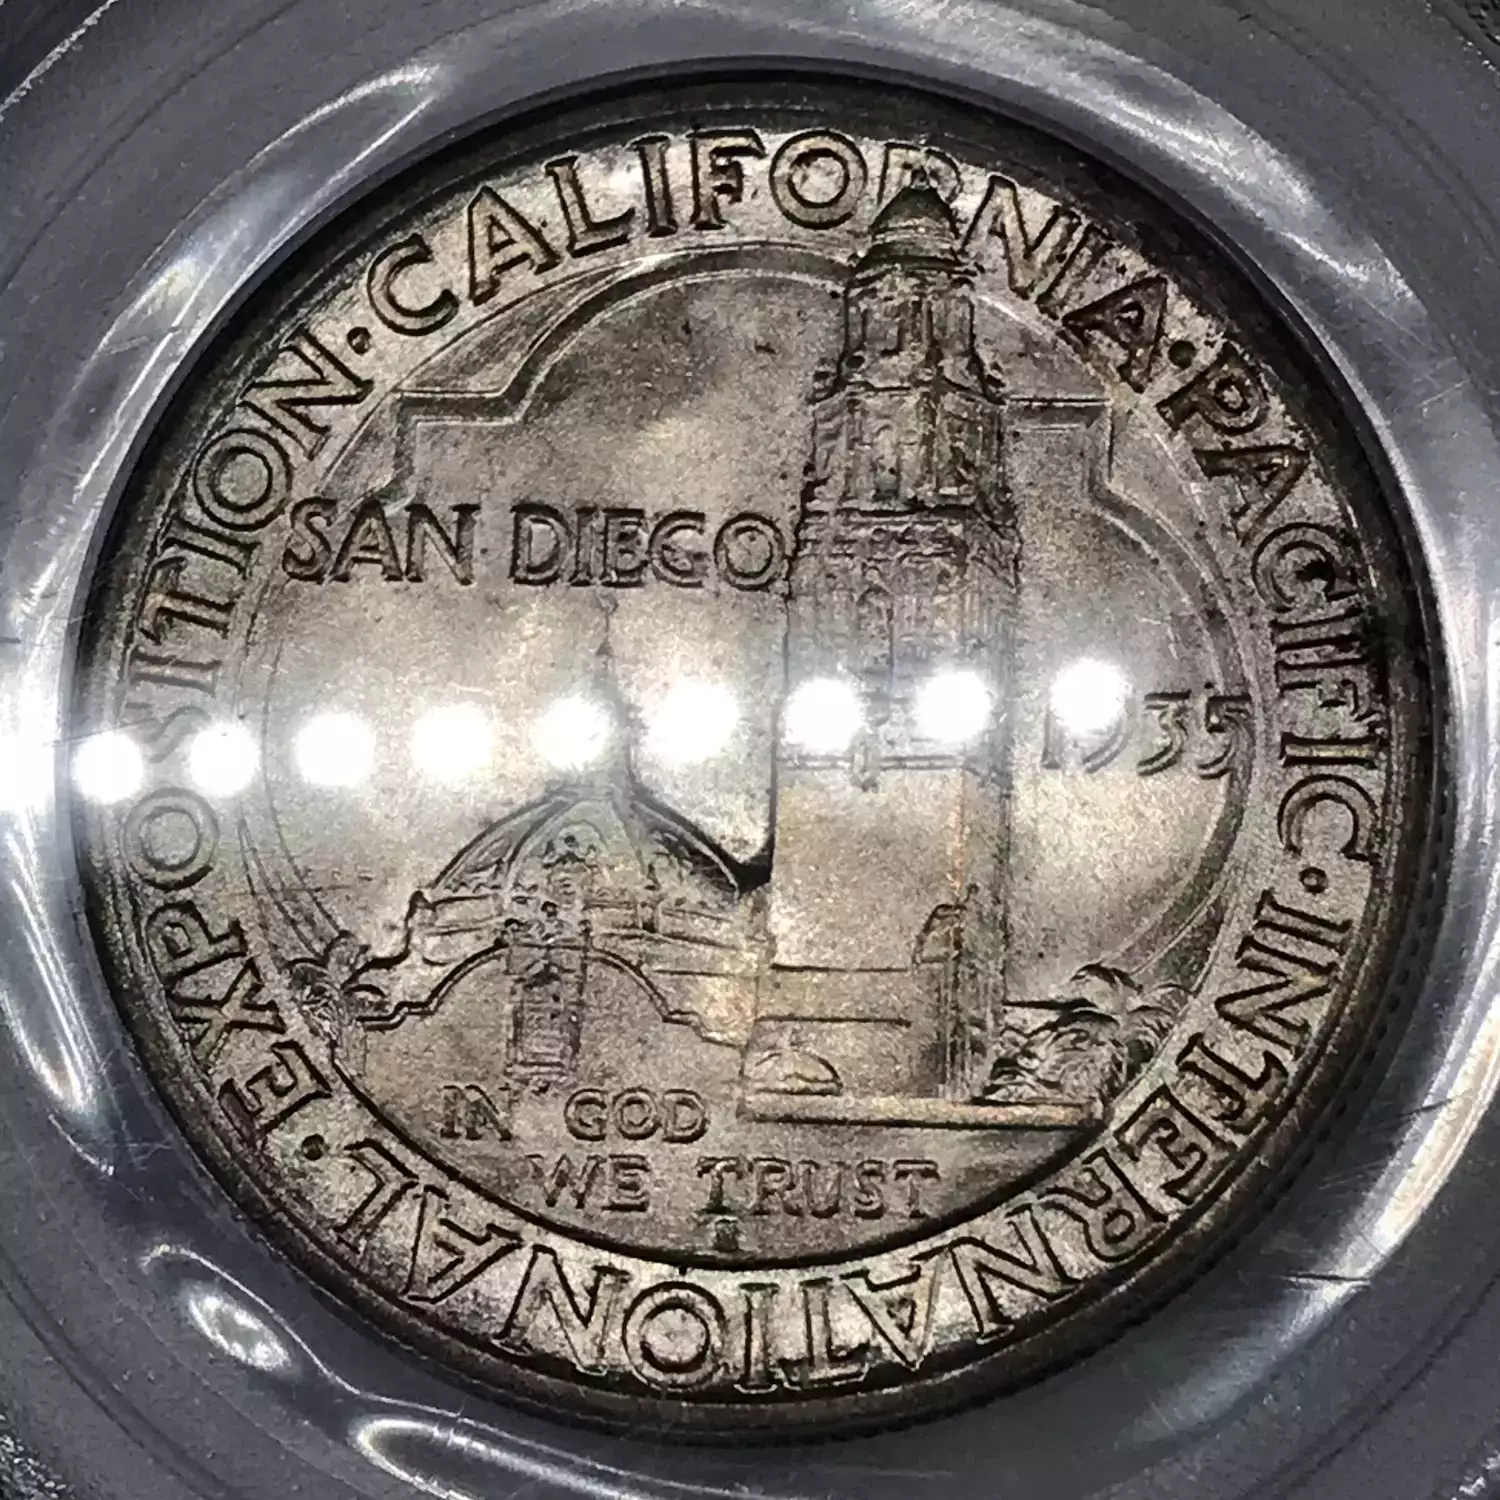 CALIFORNIA · PACIFIC · INTERNATIONAL · EXPOSITION ·
SAN DIEGO
1935
IN GOD
WE TRUST
S